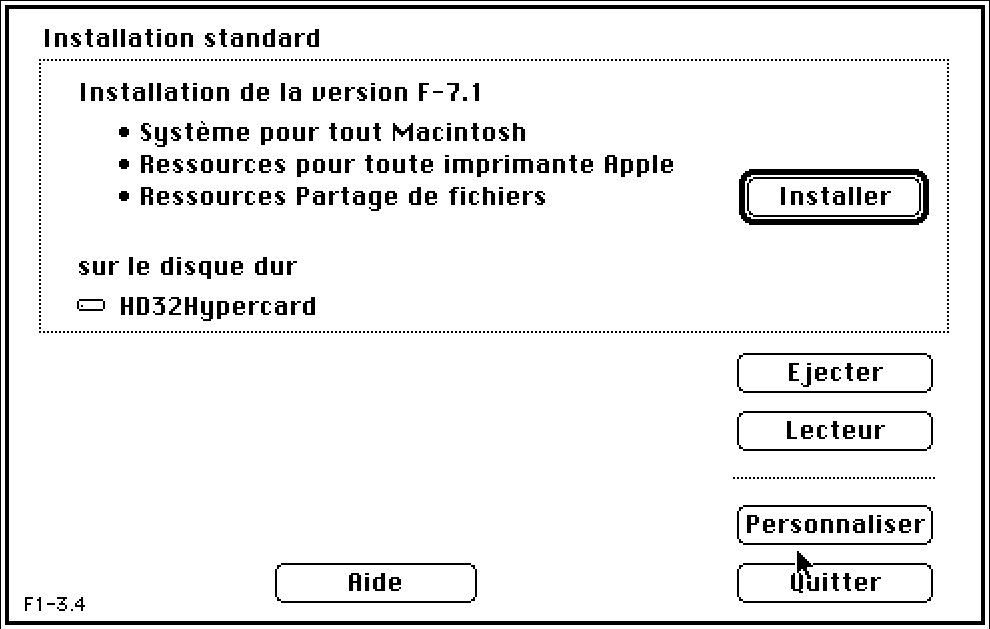 Installation standard
Installation de la version F-7.1
• Système pour tout Macintosh
• Ressources pour toute imprimante Apple
• Ressources Partage de fichiers
Installer
sur le disque dur
HD32Hypercard
Ejecter
Lecteur
Personnaliser
Quitter
Aide
F1-3.4